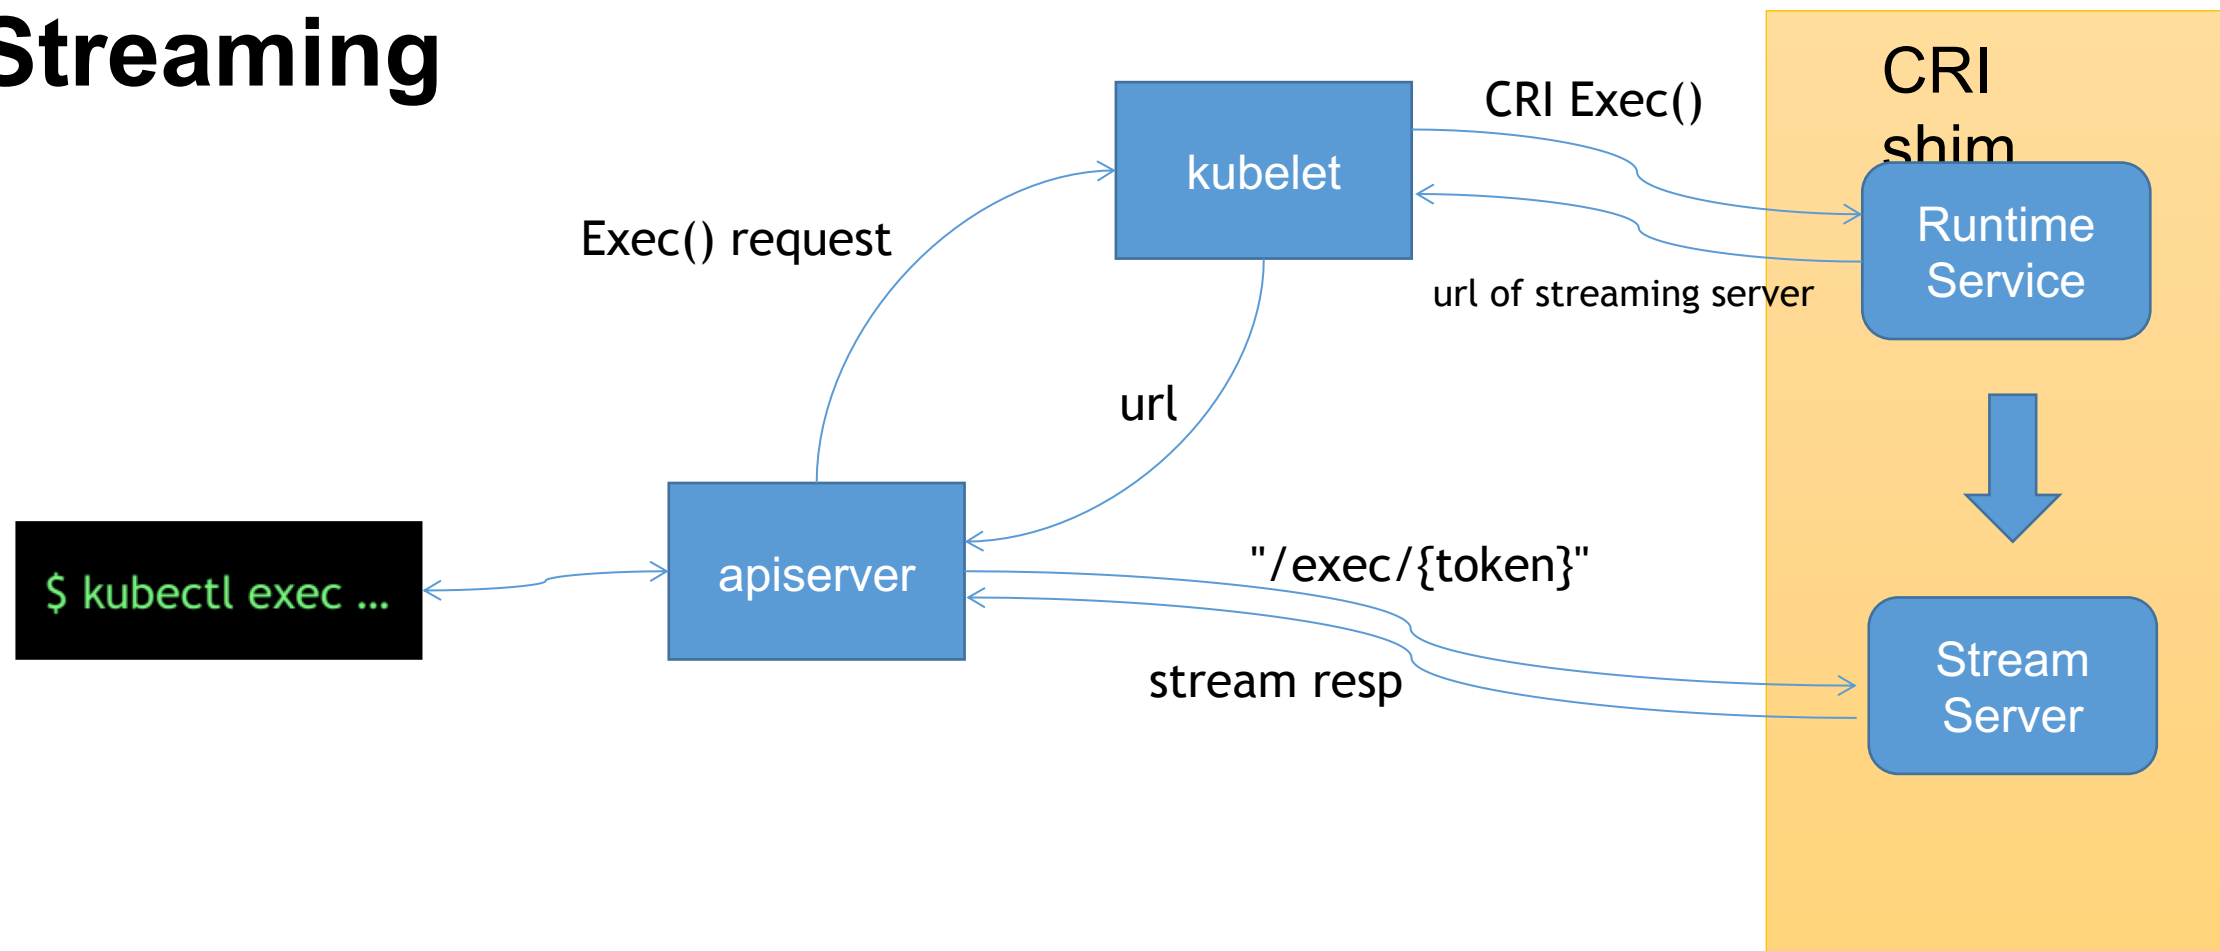 Streaming
CRI
shim
CRI Exec()
kubelet
Exec() request
Runtime
Service
url of streaming server
url
"/exec/{token}"
apiserver
$ kubectl exec ...
stream resp
Stream
Server